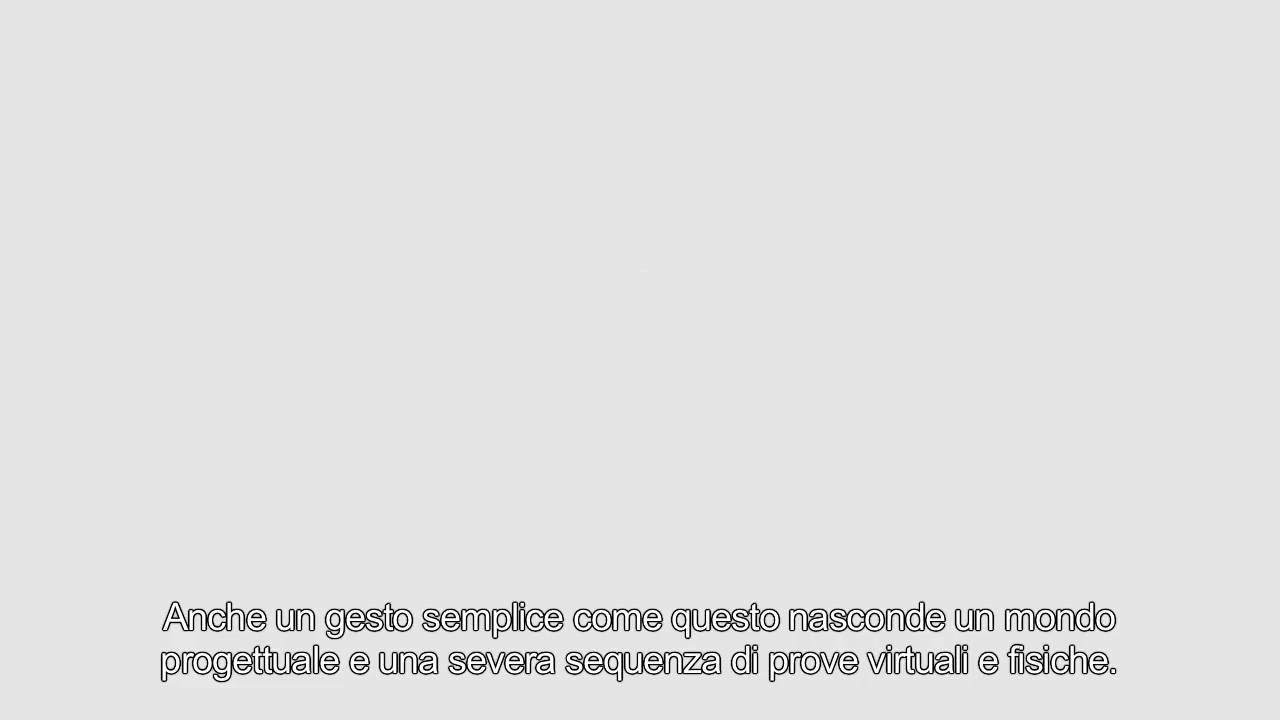 Anche un gesto semplice come questo nasconde un mondo
progettuale e una severa sequenza di prove virtuali e fisiche.